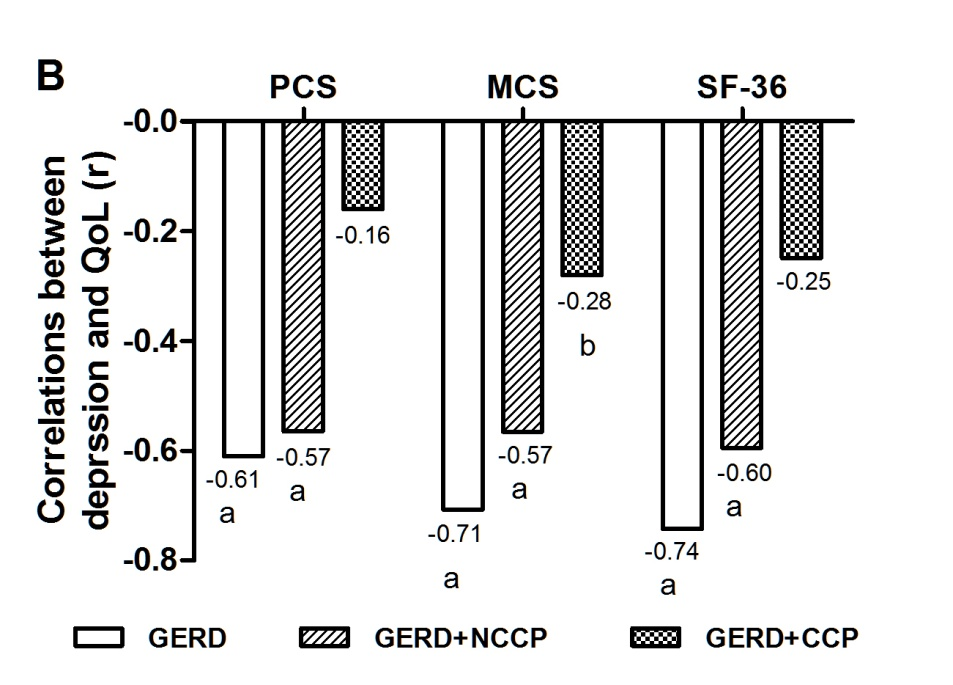 B
PCS MCS SF-36
Correlations between
deprssion and QoL (r)
-0.0
-0.2
-0.4
-0.6
-0.8
-0.61
a
-0.57
a
-0.16
-0.71
a
-0.57
a
-0.28
b
-0.74
a
-0.60
a
-0.25
GERD GERD+NCCP GERD+CCP